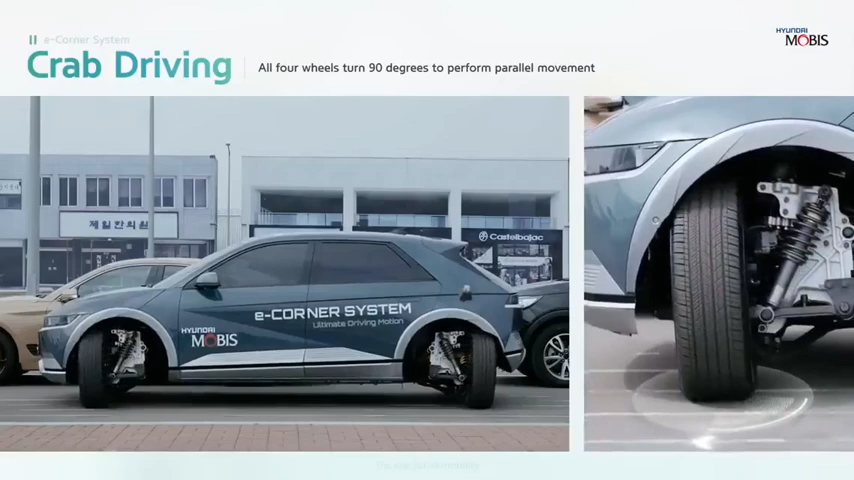 e-Corner System
HYUNDAI
MOBIS
Crab Driving
All four wheels turn 90 degrees to perform parallel movement
제일한의원
Castelbajac
e-CORNER SYSTEM
Ultimate Driving Motion
HYUNDAI
MOBIS